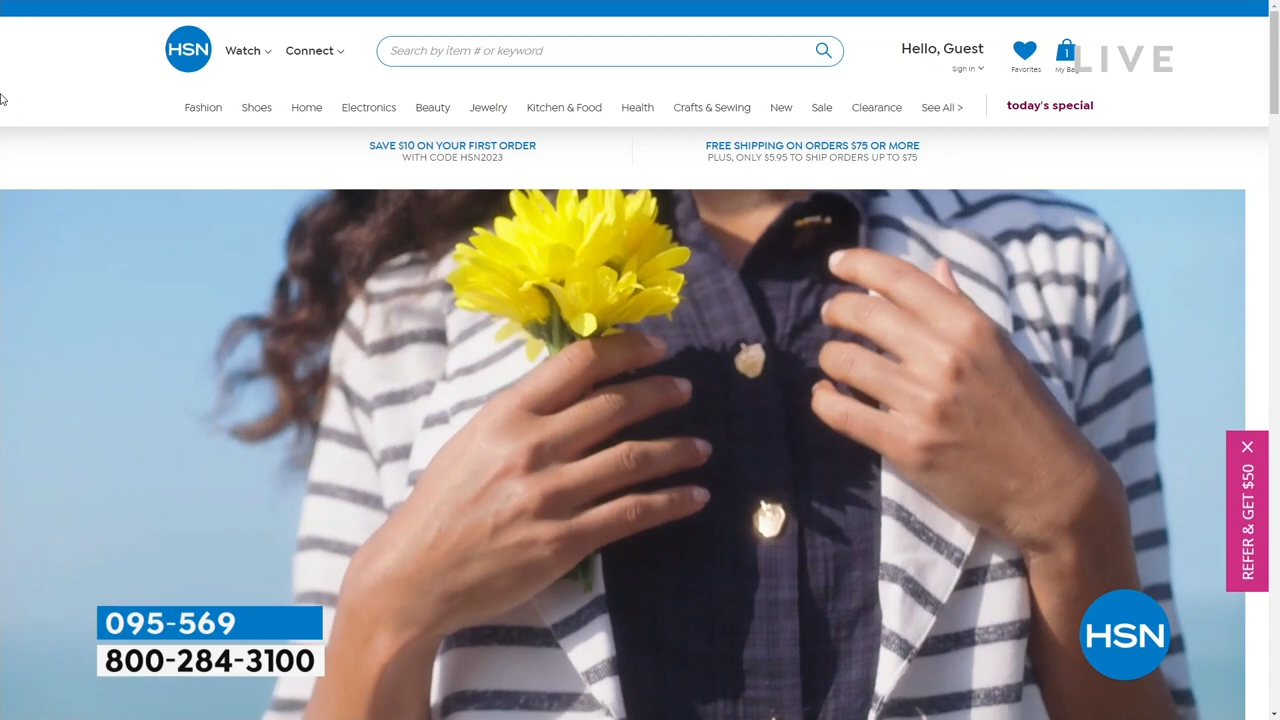 HSN
Watch
Connect
Search by item # or keyword
Hello, Guest
Sign In
Favorites
1
My Bag
LIVE
Fashion
Shoes
Home
Electronics
Beauty
Jewelry
Kitchen & Food
Health
Crafts & Sewing
New
Sale
Clearance
See All >
today's special
SAVE $10 ON YOUR FIRST ORDER
WITH CODE HSN2023
FREE SHIPPING ON ORDERS $75 OR MORE
PLUS, ONLY $5.95 TO SHIP ORDERS UP TO $75
REFER & GET $50
095-569
800-284-3100
HSN